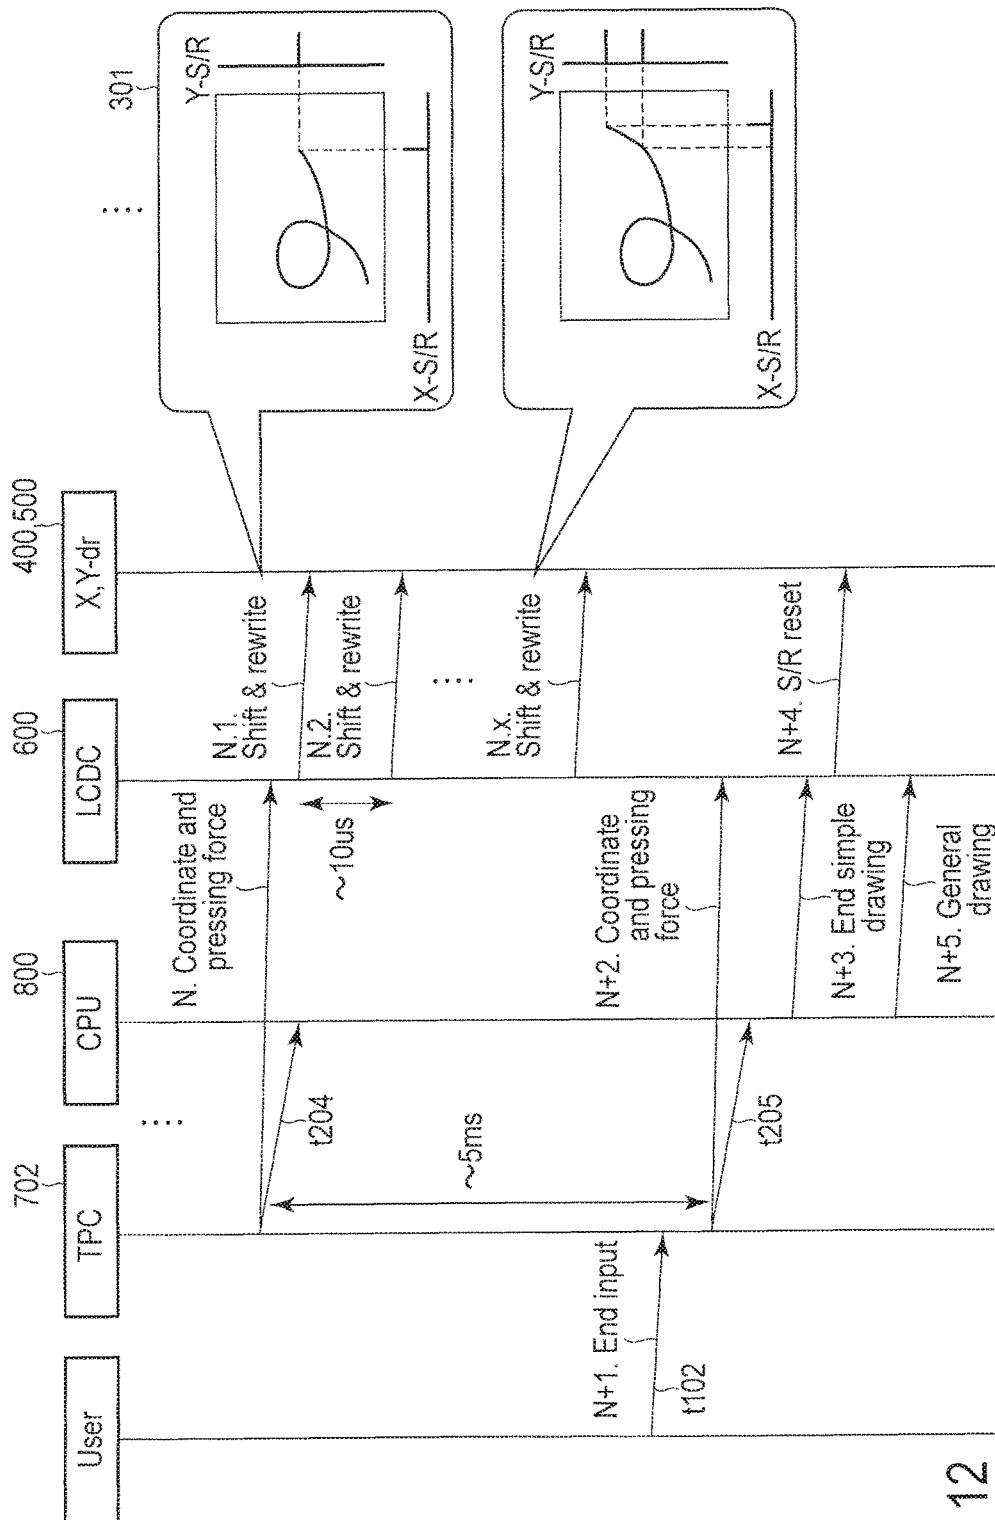 User
TPC
702
CPU
800
LCDC
600
X,Y-dr
400,500
N. Coordinate and
pressing force
t204
~10us
N.1.
Shift & rewrite
N.2.
Shift & rewrite
N.x.
Shift & rewrite
~5ms
N+1. End input
t102
N+2. Coordinate
and pressing
force
t205
N+3. End simple
drawing
N+4. S/R reset
N+5. General
drawing
301
Y-S/R
X-S/R
Y-S/R
X-S/R
12